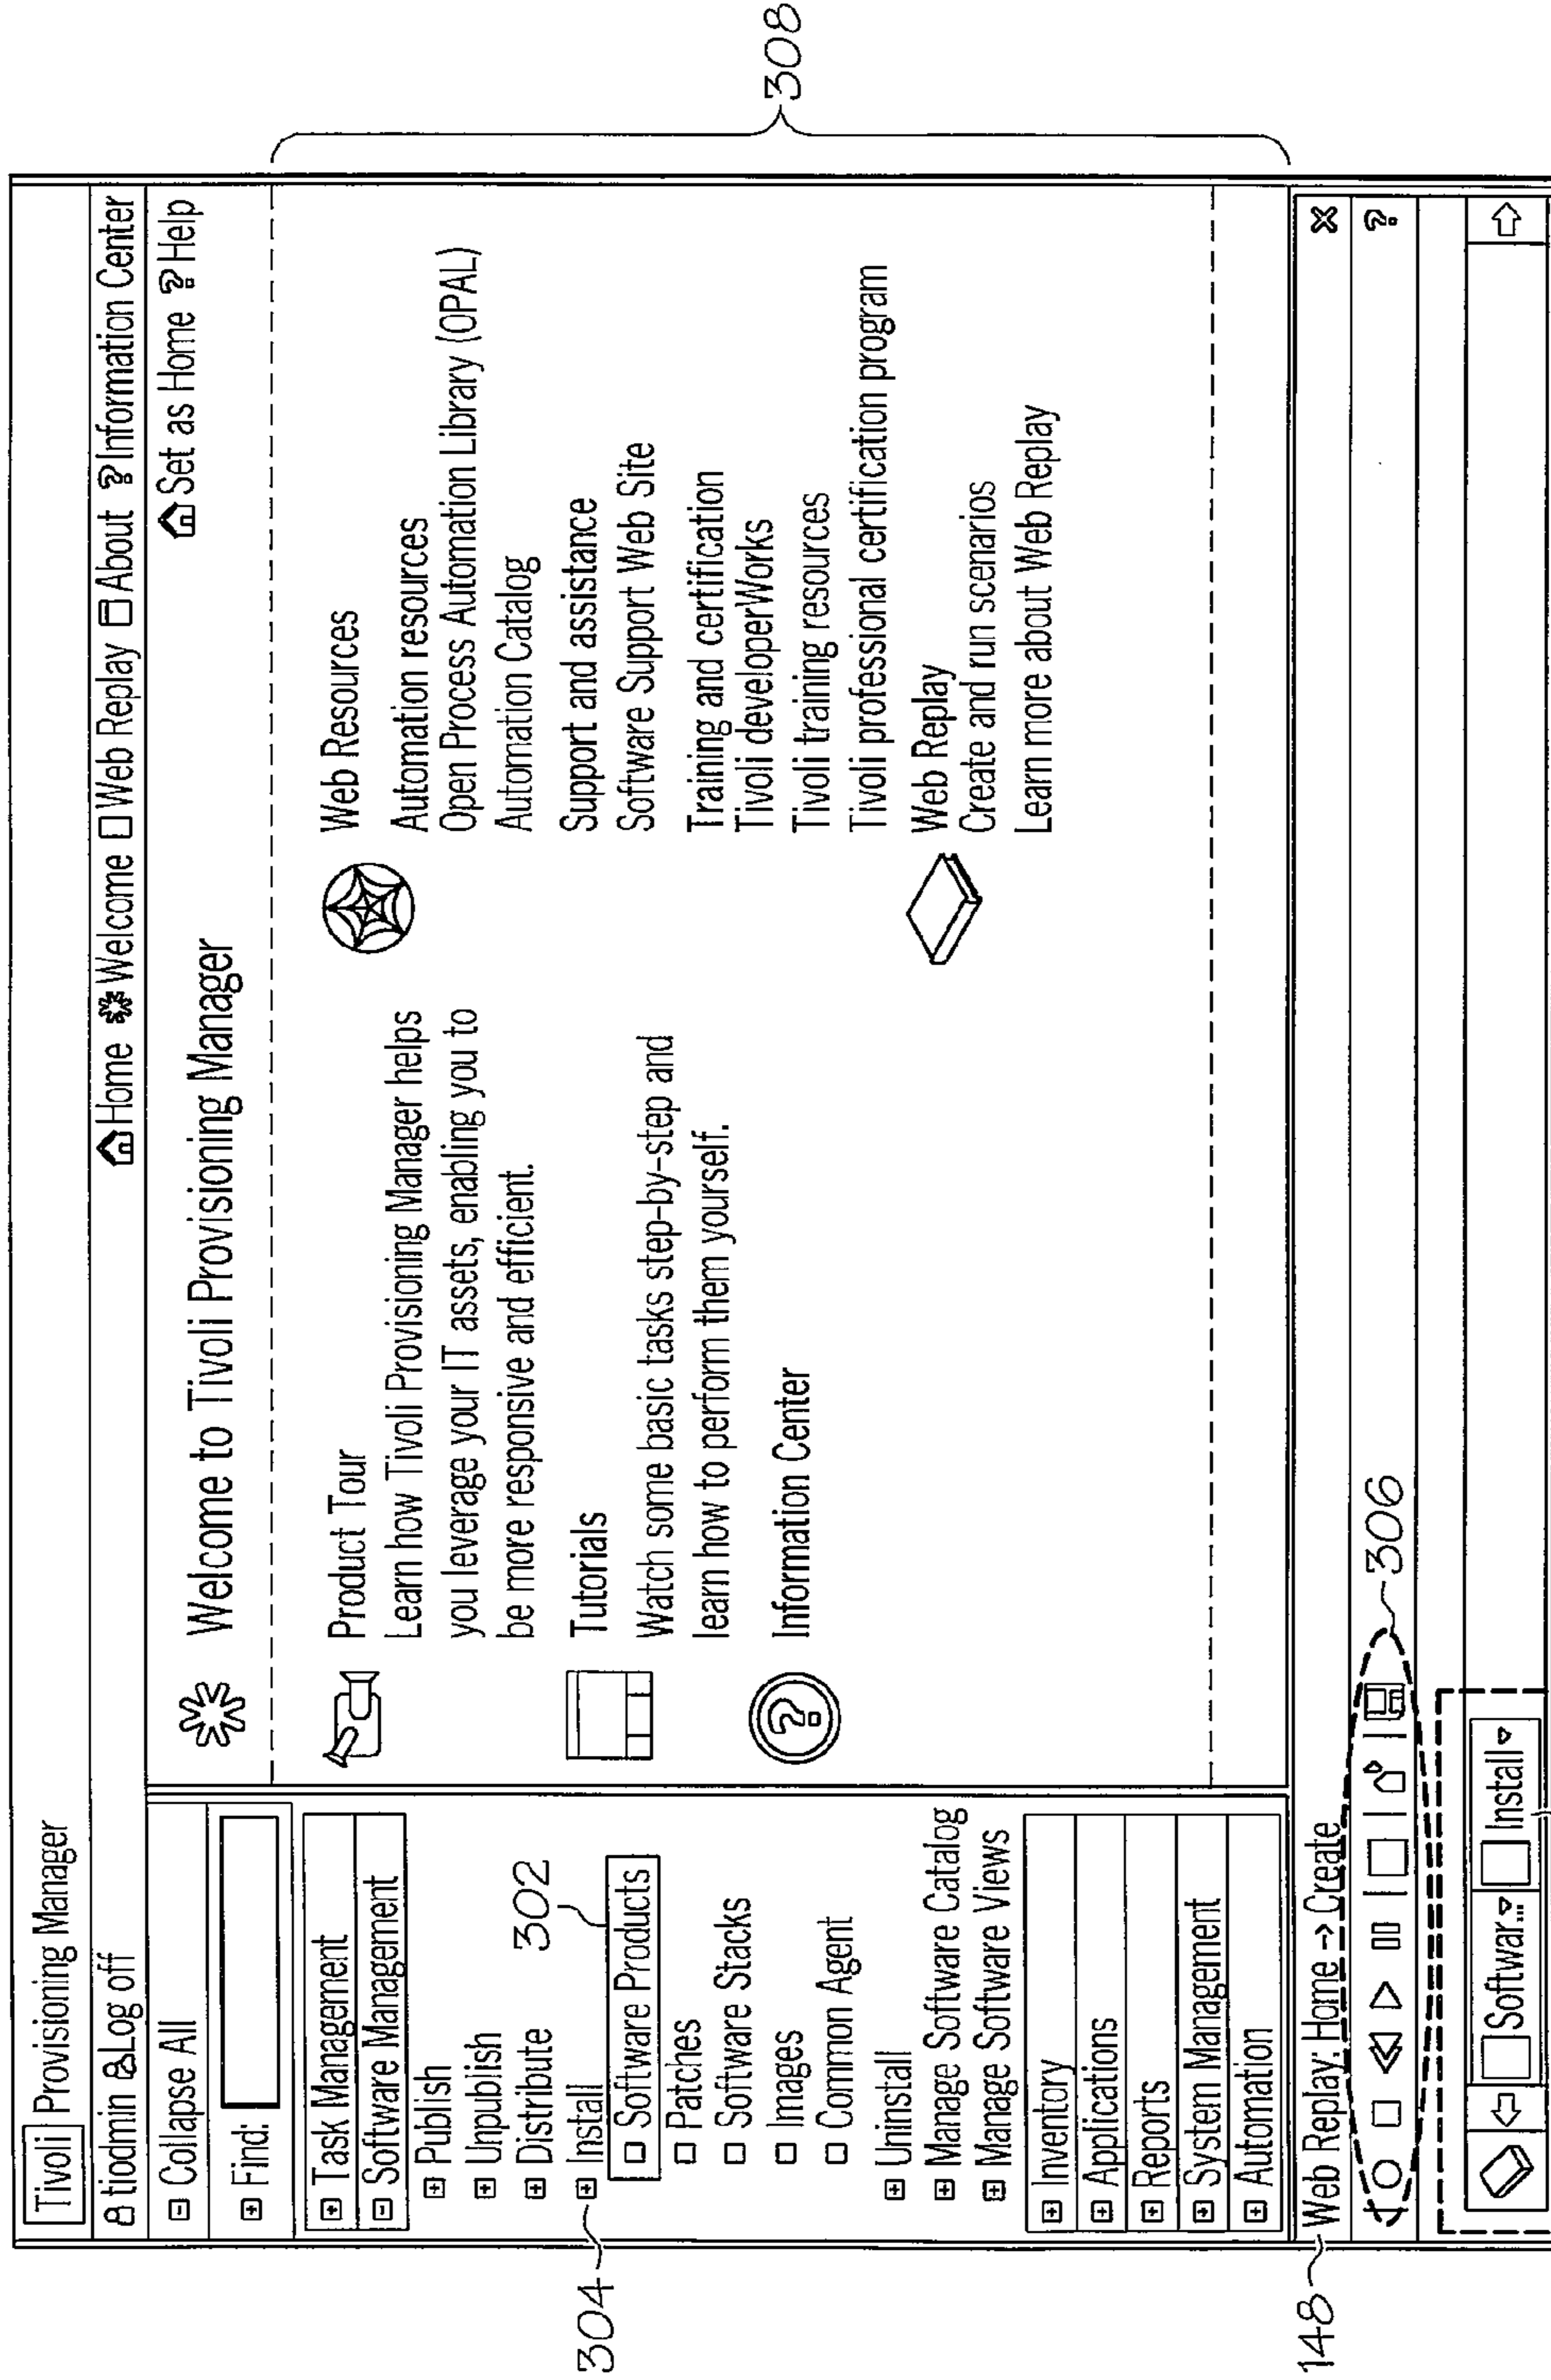 Tivoli Provisioning Manager
tiodmin Log off
Home Welcome Web Replay About ? Information Center
Collapse All
Find:
Task Management
Software Management
Publish
Unpublish
Distribute
302
304
Install
Software Products
Patches
Software Stacks
Images
Common Agent
Uninstall
Manage Software Catalog
Manage Software Views
Inventory
Applications
Reports
System Management
Automation
Welcome to Tivoli Provisioning Manager
Set as Home ? Help
Product Tour
Learn how Tivoli Provisioning Manager helps
you leverage your IT assets, enabling you to
be more responsive and efficient.
Tutorials
Watch some basic tasks step-by-step and
learn how to perform them yourself.
?
Information Center
Web Resources
Automation resources
Open Process Automation Library (OPAL)
Automation Catalog
Support and assistance
Software Support Web Site
Training and certification
Tivoli developerWorks
Tivoli training resources
Tivoli professional certification program
Web Replay
Create and run scenarios
Learn more about Web Replay
308
148
Web Replay: Home -> Create
X
306
?
Softwar... Install